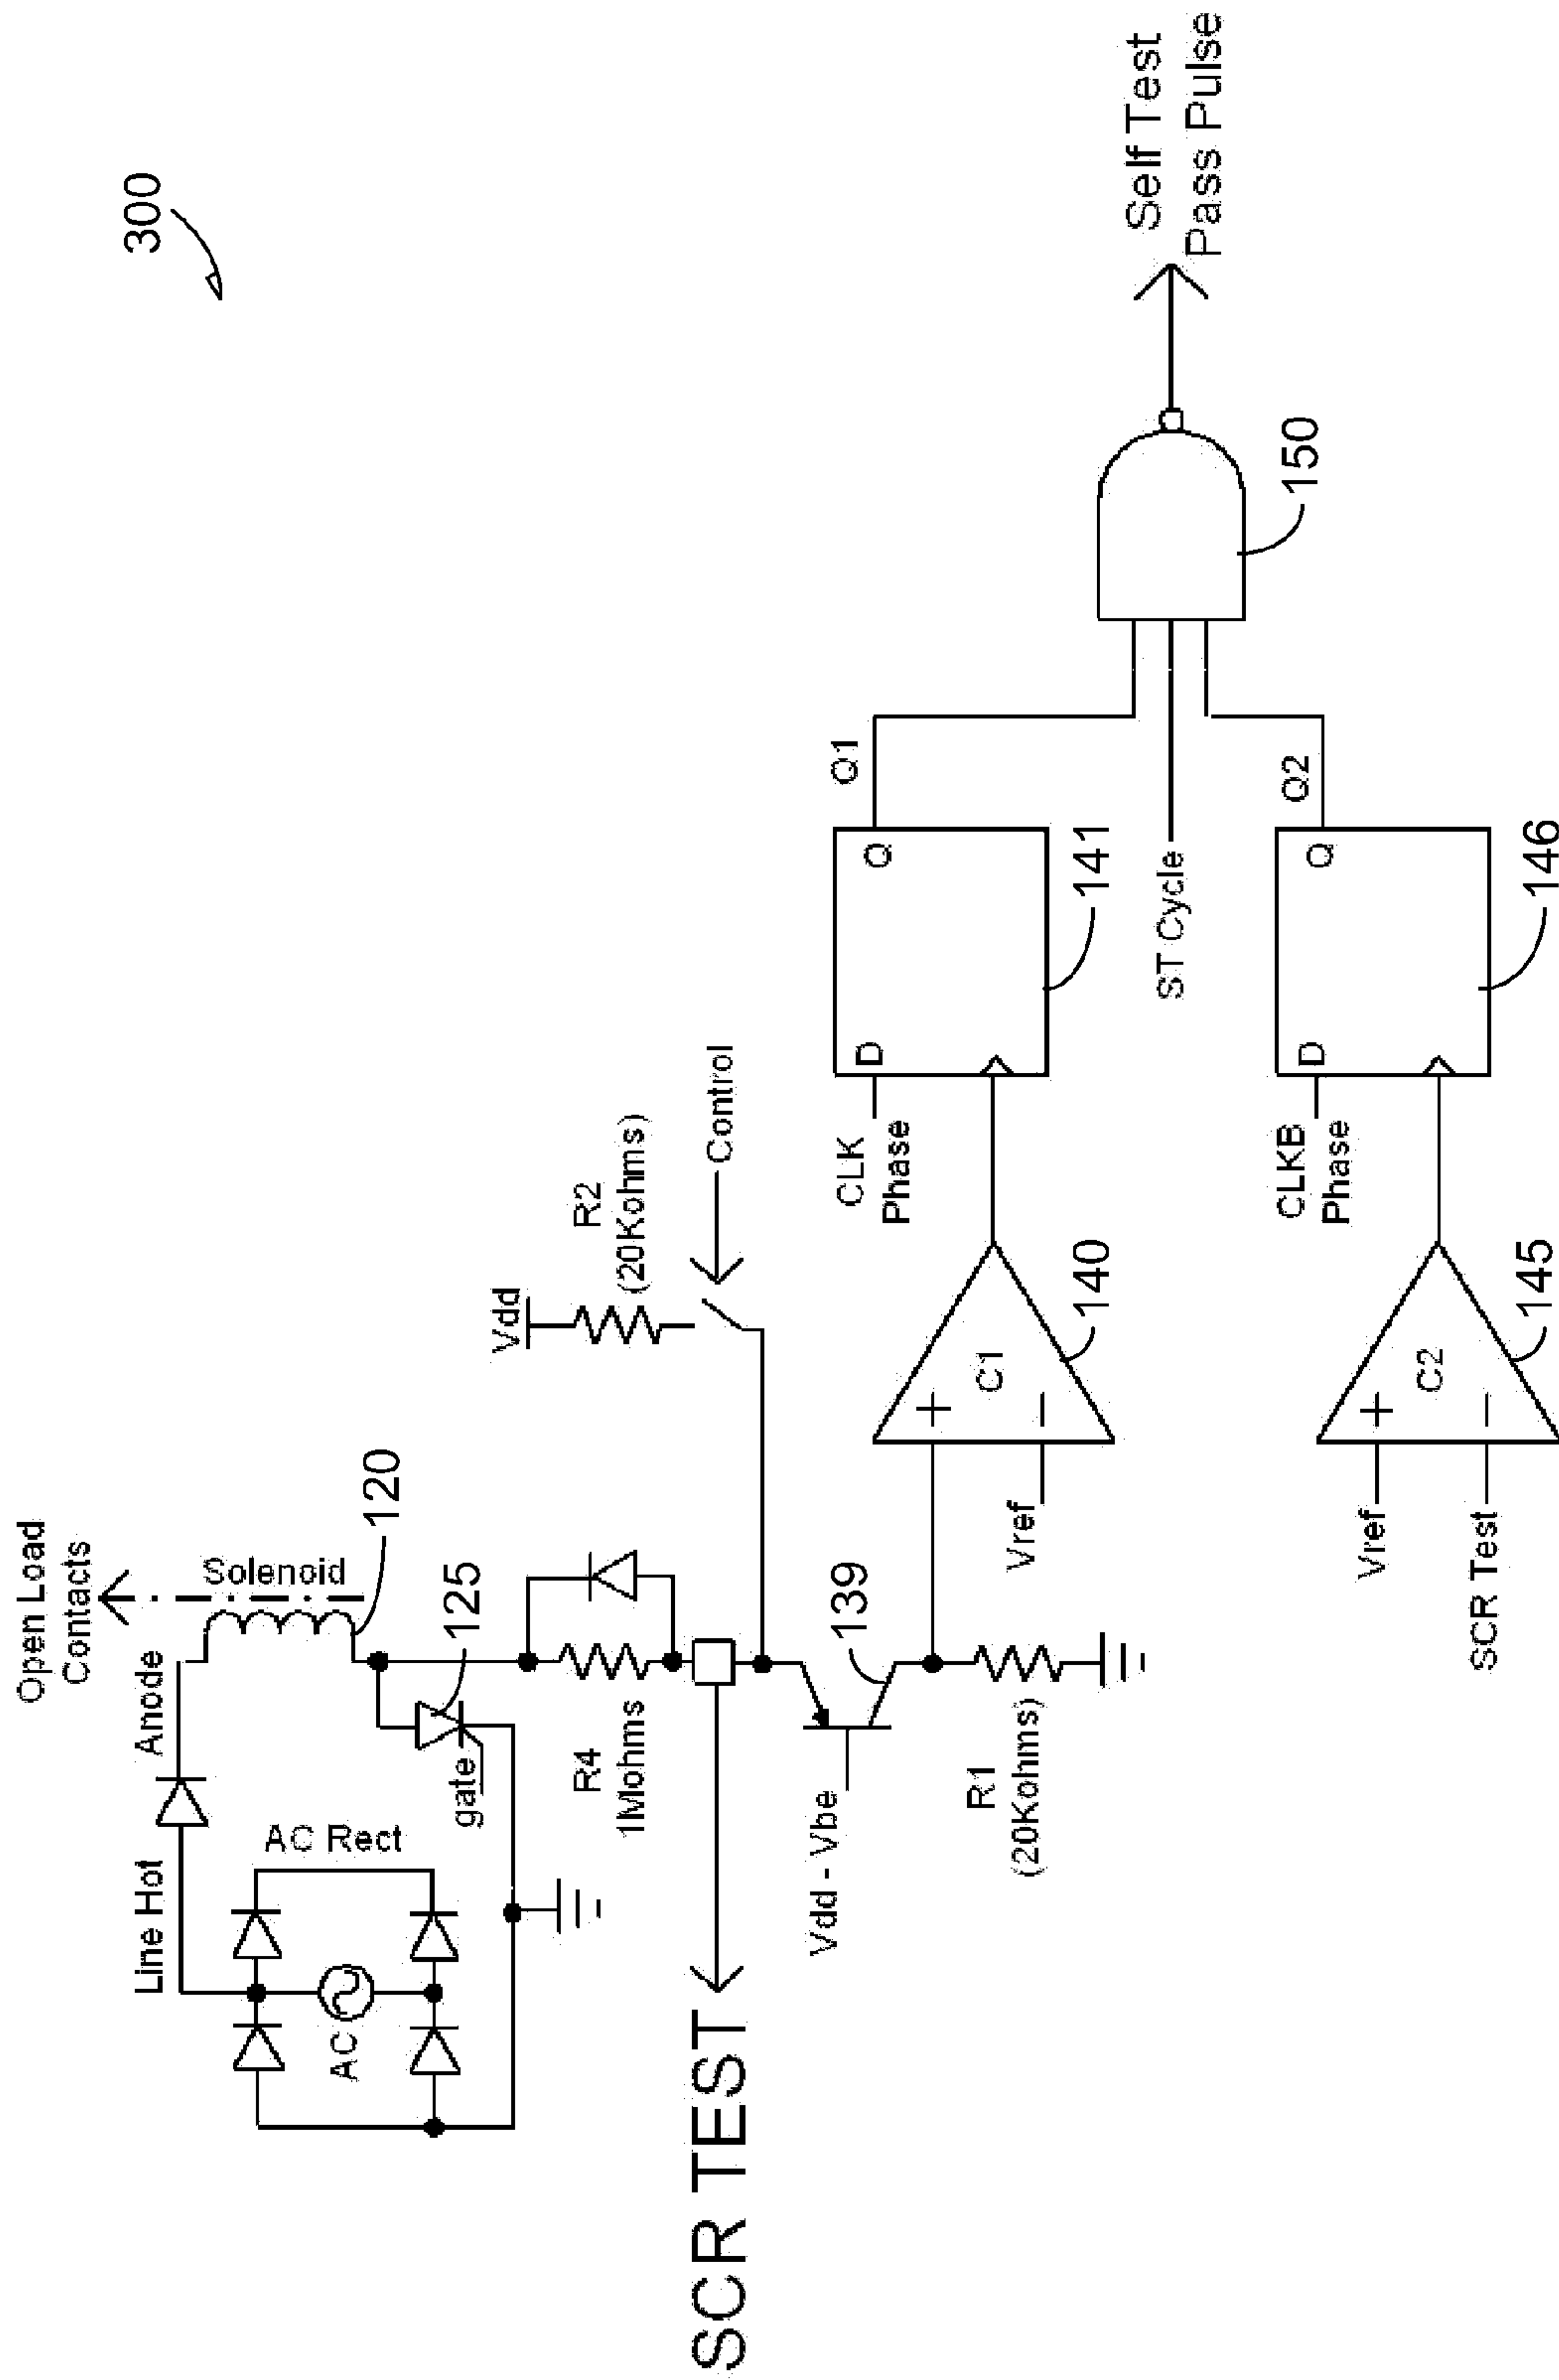 300
Open Load
Contacts
Solenoid
120
Anode
Line Hot
AC Rect
AC
125
gate
R4
1Mohms
Vdd
R2
(20Kohms)
Control
SCR TEST
Vdd - Vbe
139
R1
(20Kohms)
Vref
+
-
C1
140
CLK
Phase
D
Q
Q1
141
ST Cycle
Vref
SCR Test
+
-
C2
145
CLKB
Phase
D
Q
Q2
146
150
Self Test
Pass Pulse